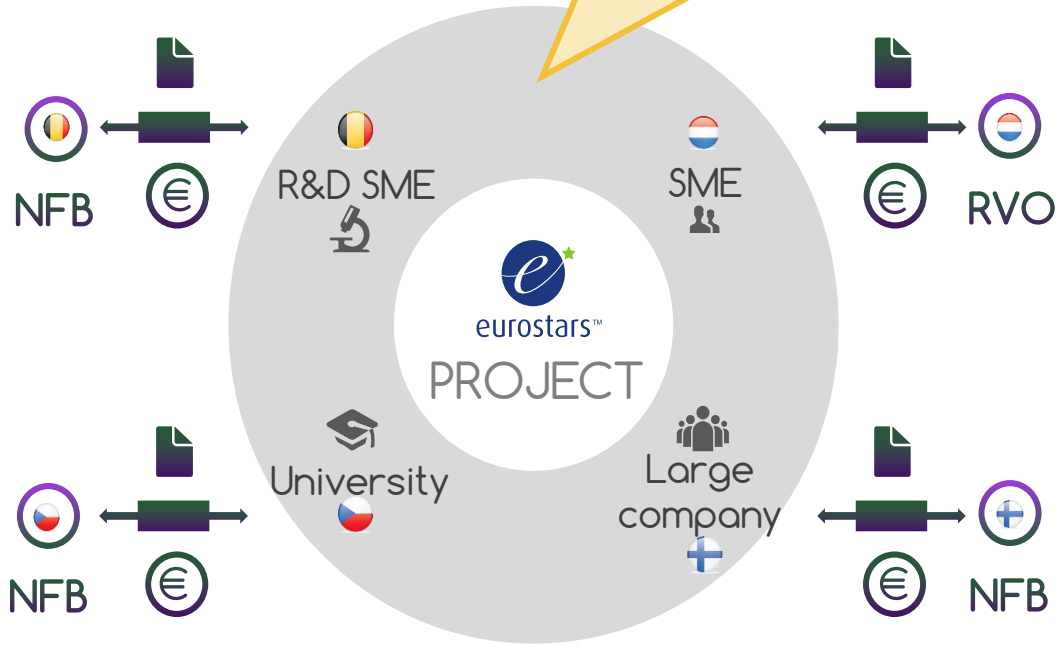 R&D SME
SME
NFB
RVO
e
eurostars™
PROJECT
University
Large
company
NFB
NFB